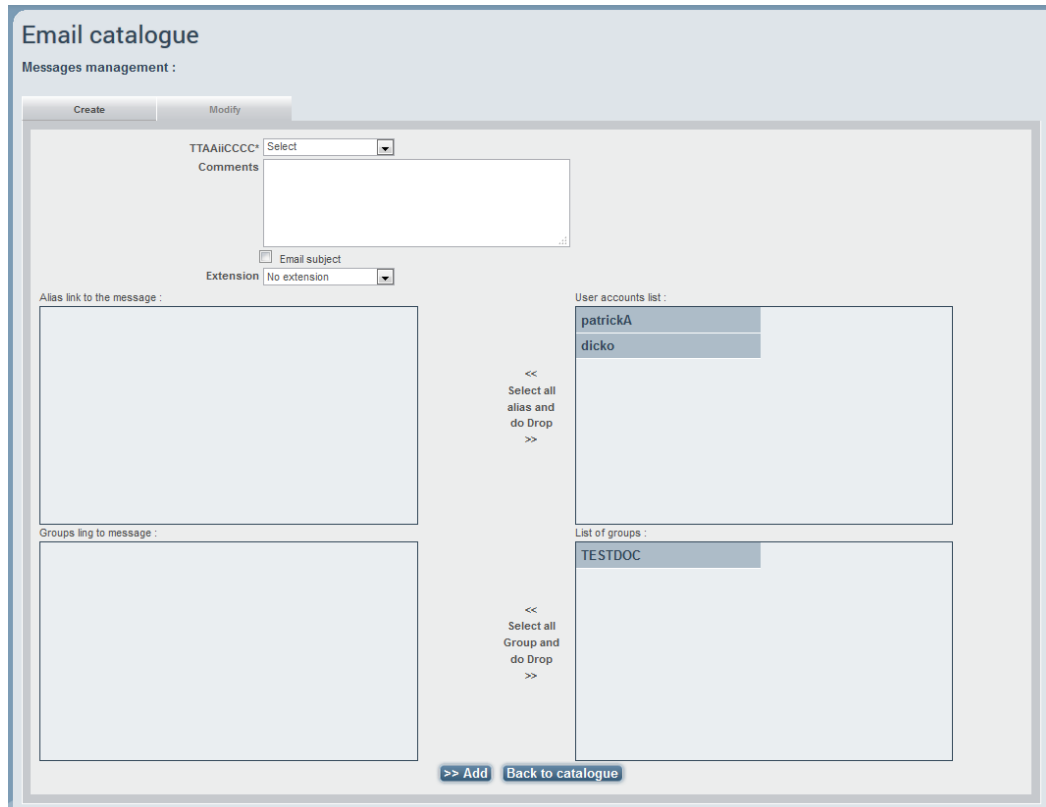 Email catalogue
Messages management :
Create
Modify
TTAAiiCCCC* Select
Comments
Email subject
Extension No extension
Alias link to the message :
User accounts list :
patrickA
dicko
<<
Select all
alias and
do Drop
>>
Groups ling to message :
List of groups :
TESTDOC
<<
Select all
Group and
do Drop
>>
>> Add
Back to catalogue